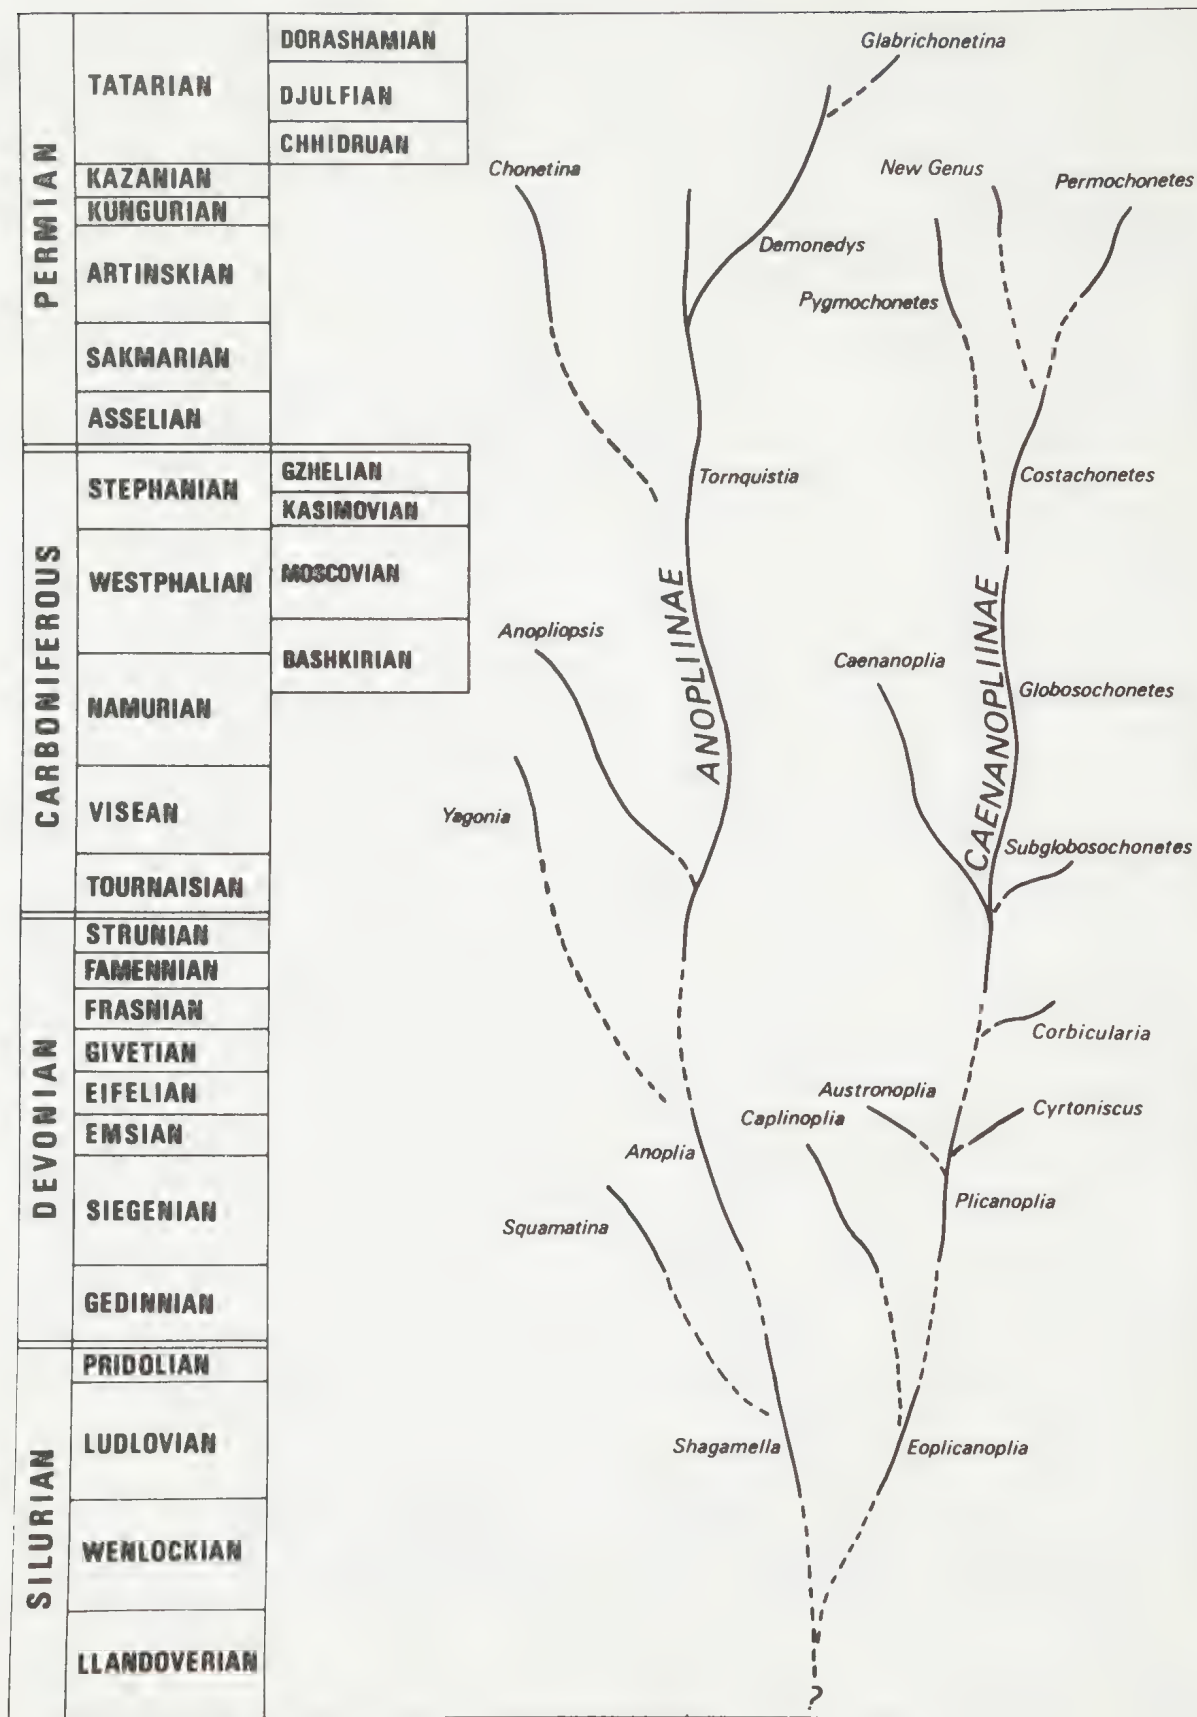 PERMIAN
TATARIAN
DORASHAMIAN
DJULFIAN
CHHIDRUAN
KAZANIAN
KUNGURIAN
ARTINSKIAN
SAKMARIAN
ASSELIAN
CARBONIFEROUS
STEPHANIAN
GZHELIAN
KASIMOVIAN
WESTPHALIAN
MOSCOVIAN
BASHKIRIAN
NAMURIAN
VISEAN
TOURNAISIAN
DEVONIAN
STRUNIAN
FAMENNIAN
FRASNIAN
GIVETIAN
EIFELIAN
EMSIAN
SIEGENIAN
GEDINNIAN
SILURIAN
PRIDOLIAN
LUDLOVIAN
WENLOCKIAN
LLANDOVERIAN
Glabrichonetina
Chonetina
New Genus
Permochonetes
Demonedys
Pygmochonetes
Tornquistia
Costachonetes
ANOPLIINAE
CAENANOPLIINAE
Anopliopsis
Caenanoplia
Globosochonetes
Yagonia
Subglobosochonetes
Corbicularia
Austronoplia
Caplinoplia
Cyrtoniscus
Anoplia
Plicanoplia
Squamatina
Shagamella
Eoplicanoplia
?